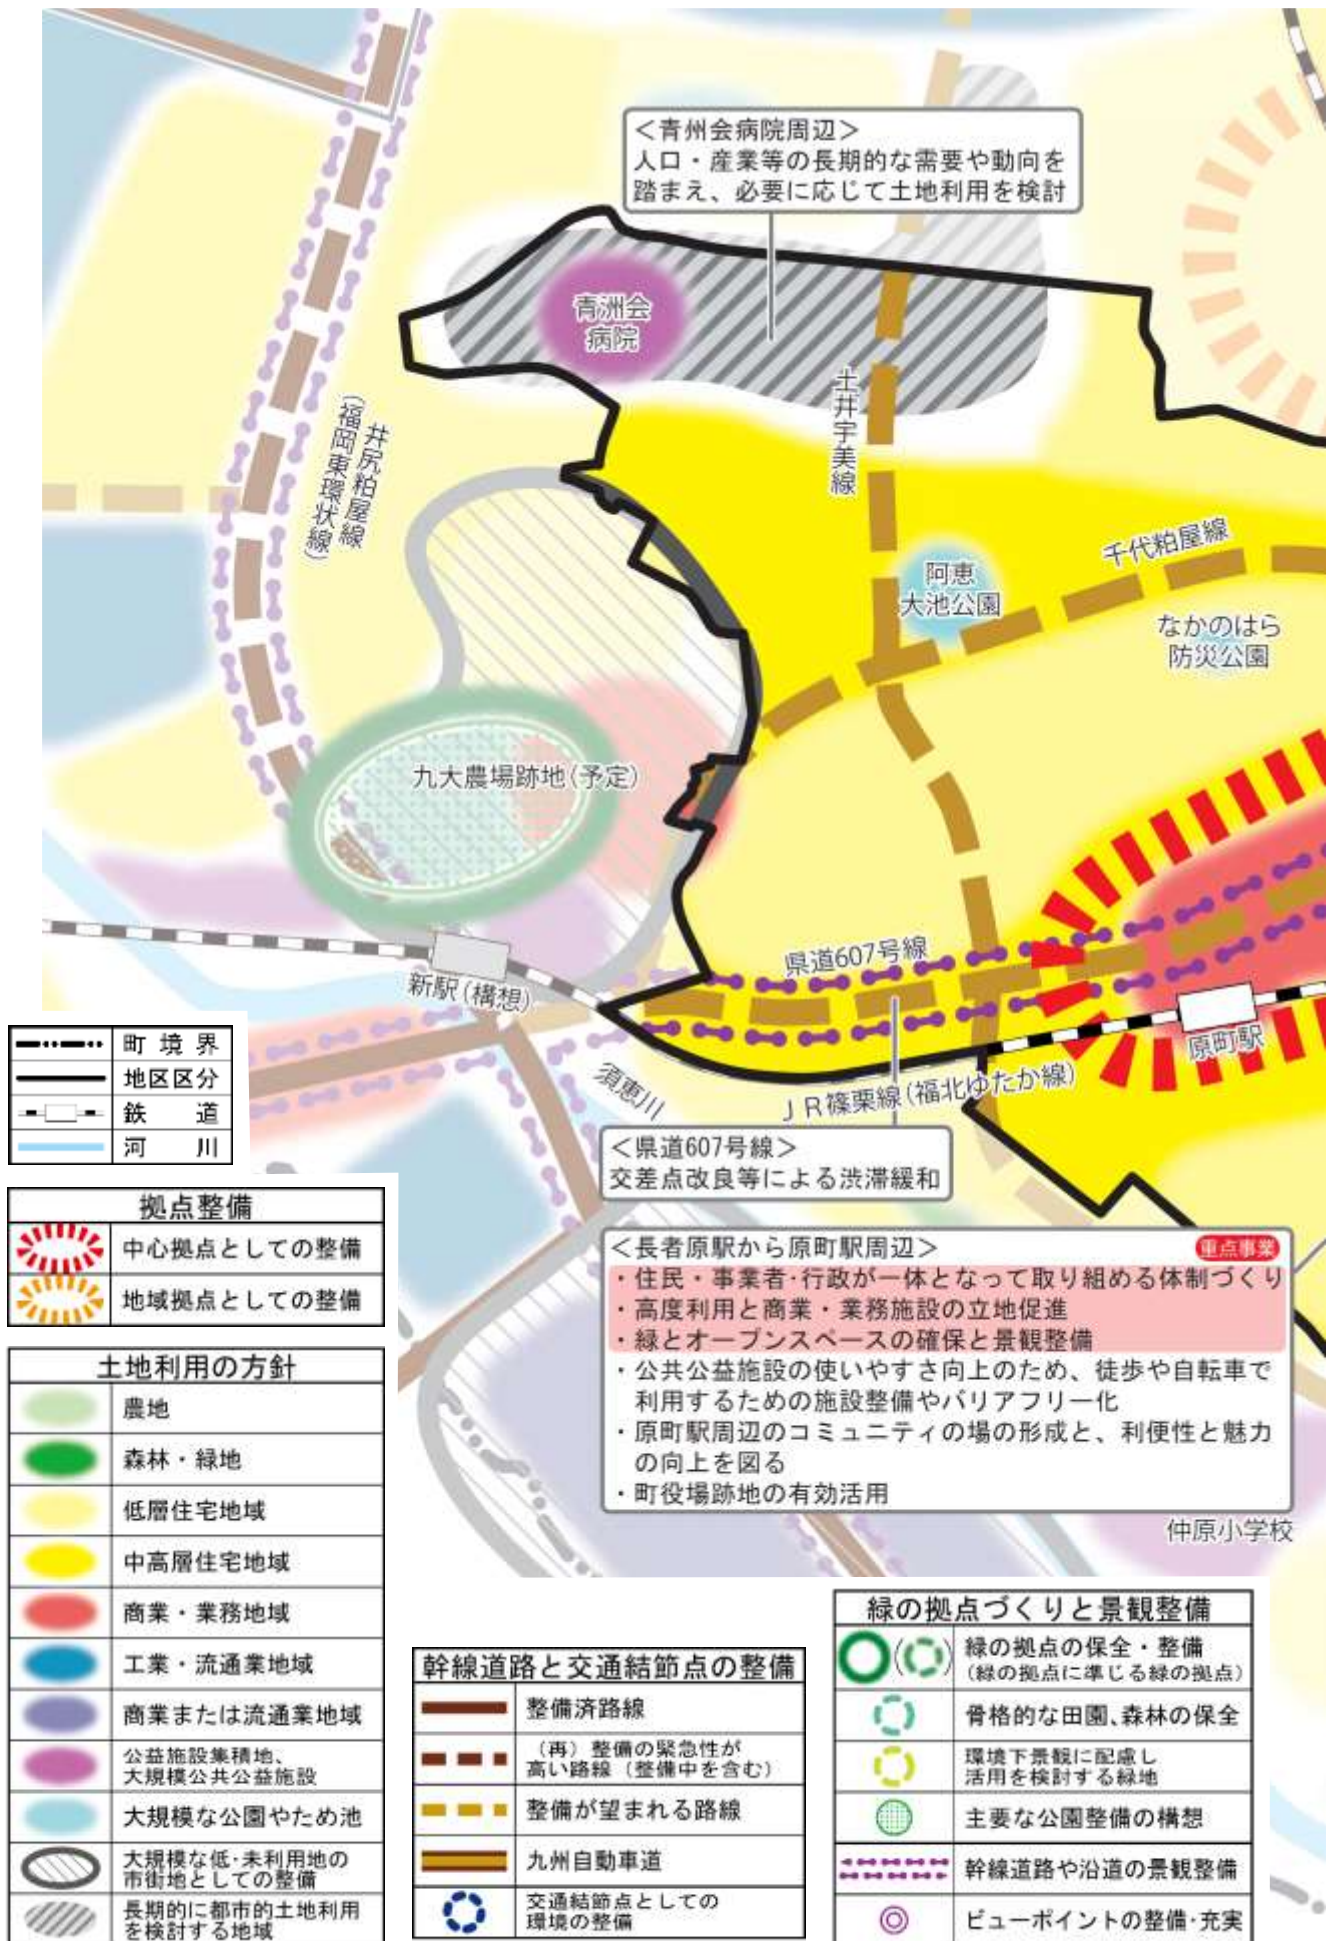 ＜青州会病院周辺＞
人口・産業等の長期的な需要や動向を
踏まえ、必要に応じて土地利用を検討
青洲会
病院
土井宇美線
井尻粕屋線
(福岡東環状線)
千代粕屋線
阿恵
大池公園
なかのはら
防災公園
九大農場跡地(予定)
県道607号線
新駅(構想)
原町駅
須恵川
ＪＲ篠栗線(福北ゆたか線)
＜県道607号線＞
交差点改良等による渋滞緩和
＜長者原駅から原町駅周辺＞ 重点事業
・住民・事業者・行政が一体となって取り組める体制づくり
・高度利用と商業・業務施設の立地促進
・緑とオープンスペースの確保と景観整備
・公共公益施設の使いやすさ向上のため、徒歩や自転車で
利用するための施設整備やバリアフリー化
・原町駅周辺のコミュニティの場の形成と、利便性と魅力
の向上を図る
・町役場跡地の有効活用
仲原小学校
町境界
地区区分
鉄道
河川
拠点整備
中心拠点としての整備
地域拠点としての整備
土地利用の方針
農地
森林・緑地
低層住宅地域
中高層住宅地域
商業・業務地域
工業・流通業地域
商業または流通業地域
公益施設集積地、
大規模公共公益施設
大規模な公園やため池
大規模な低・未利用地の
市街地としての整備
長期的に都市的土地利用
を検討する地域
幹線道路と交通結節点の整備
整備済路線
（再）整備の緊急性が
高い路線（整備中を含む）
整備が望まれる路線
九州自動車道
交通結節点としての
環境の整備
緑の拠点づくりと景観整備
緑の拠点の保全・整備
(緑の拠点に準じる緑の拠点)
骨格的な田園、森林の保全
環境下景観に配慮し
活用を検討する緑地
主要な公園整備の構想
幹線道路や沿道の景観整備
ビューポイントの整備・充実